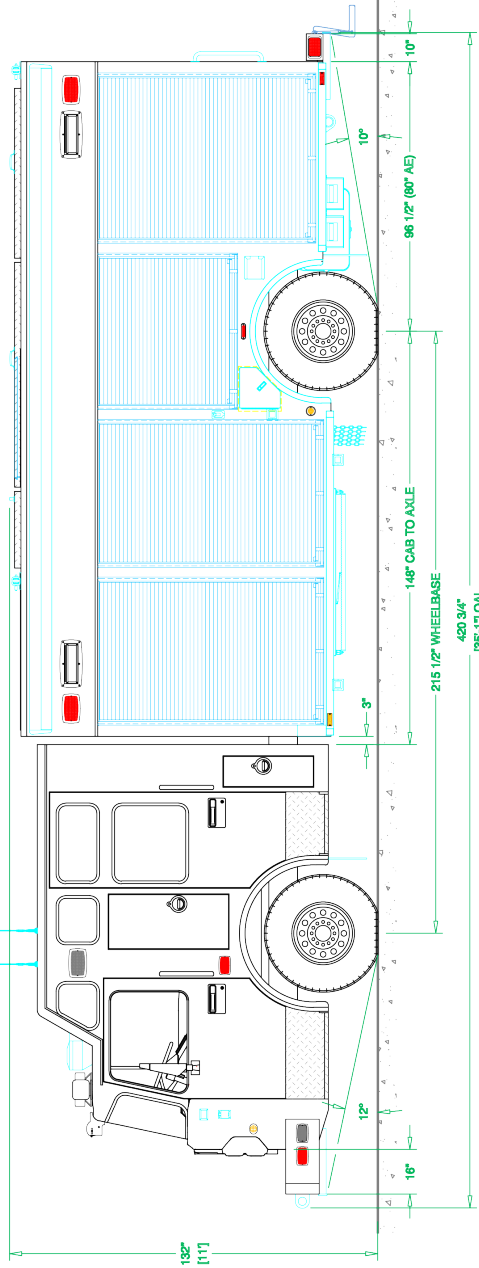 10"
10°
96 1/2" (80" AE)
148" CAB TO AXLE
215 1/2" WHEELBASE
420 3/4"
3"
12°
16"
132"
[11']